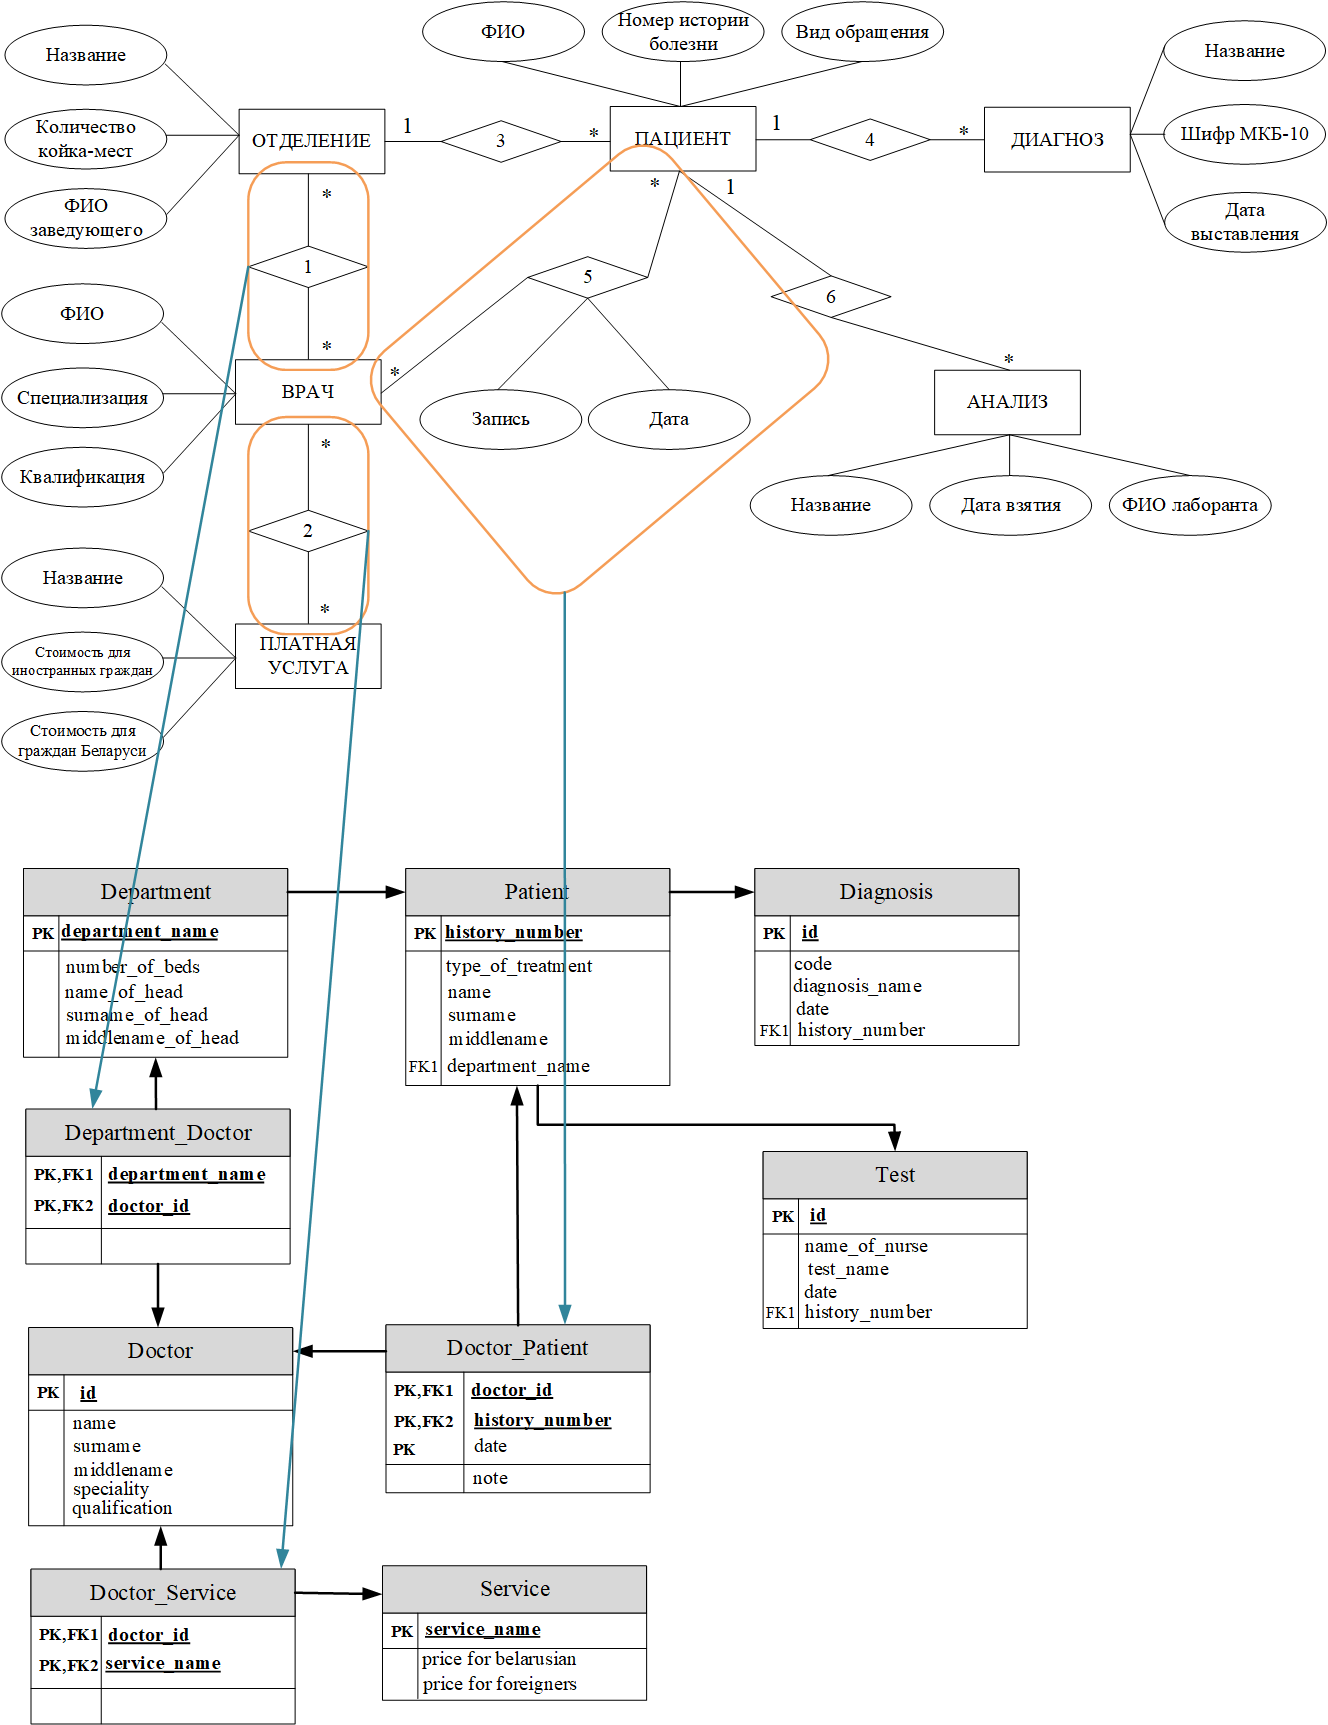 ФИО
Номер истории
болезни
Вид обращения
Название
Название
Количество
койка-мест
ОТДЕЛЕНИЕ
1
3
*
ПАЦИЕНТ
1
4
*
ДИАГНОЗ
Шифр МКБ-10
ФИО
заведующего
*
*
1
Дата
выставления
1
5
6
ФИО
*
*
*
Специализация
ВРАЧ
Запись
Дата
АНАЛИЗ
Квалификация
*
2
*
Название
Дата взятия
ФИО лаборанта
Название
Стоимость для
иностранных граждан
ПЛАТНАЯ
УСЛУГА
Стоимость для
граждан Беларуси
Department
PK department_name
number_of_beds
name_of_head
surname_of_head
middlename_of_head
Patient
PK history_number
type_of_treatment
name
surname
middlename
FK1 department_name
Diagnosis
PK id
code
diagnosis_name
date
FK1 history_number
Department_Doctor
PK,FK1 department_name
PK,FK2 doctor_id
Test
PK id
name_of_nurse
test_name
date
FK1 history_number
Doctor
PK id
name
surname
middlename
speciality
qualification
Doctor_Patient
PK,FK1 doctor_id
PK,FK2 history_number
PK date
note
Doctor_Service
PK,FK1 doctor_id
PK,FK2 service_name
Service
PK service_name
price for belarusian
price for foreigners